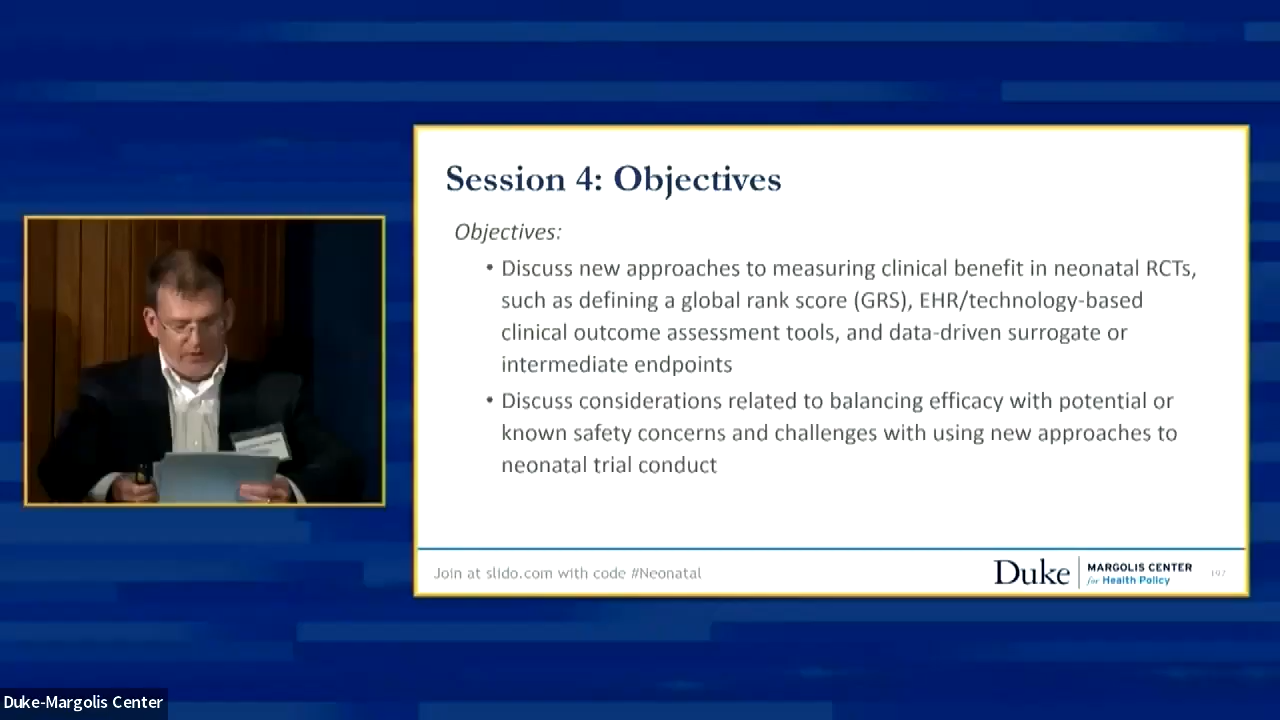 Session 4: Objectives
Objectives:
• Discuss new approaches to measuring clinical benefit in neonatal RCTs,
such as defining a global rank score (GRS), EHR/technology-based
clinical outcome assessment tools, and data-driven surrogate or
intermediate endpoints
• Discuss considerations related to balancing efficacy with potential or
known safety concerns and challenges with using new approaches to
neonatal trial conduct
Join at slido.com with code #Neonatal
Duke
MARGOLIS CENTER
for Health Policy
Duke-Margolis Center